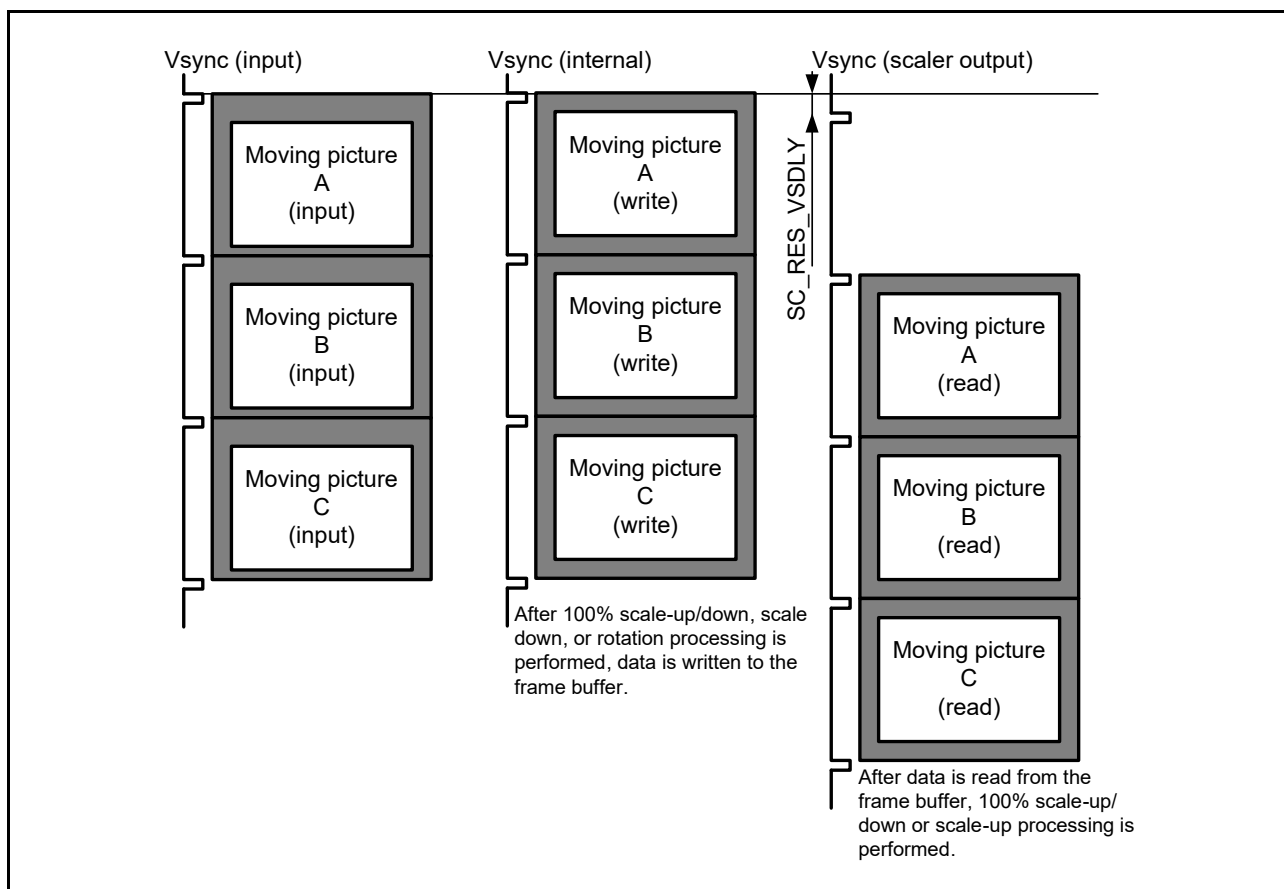 Vsync (input)
Vsync (internal)
Vsync (scaler output)
Moving picture
A
(input)
Moving picture
B
(input)
Moving picture
C
(input)
Moving picture
A
(write)
Moving picture
B
(write)
Moving picture
C
(write)
After 100% scale-up/down, scale
down, or rotation processing is
performed, data is written to the
frame buffer.
SC_RES_VSDLY
Moving picture
A
(read)
Moving picture
B
(read)
Moving picture
C
(read)
After data is read from the
frame buffer, 100% scale-up/
down or scale-up processing is
performed.